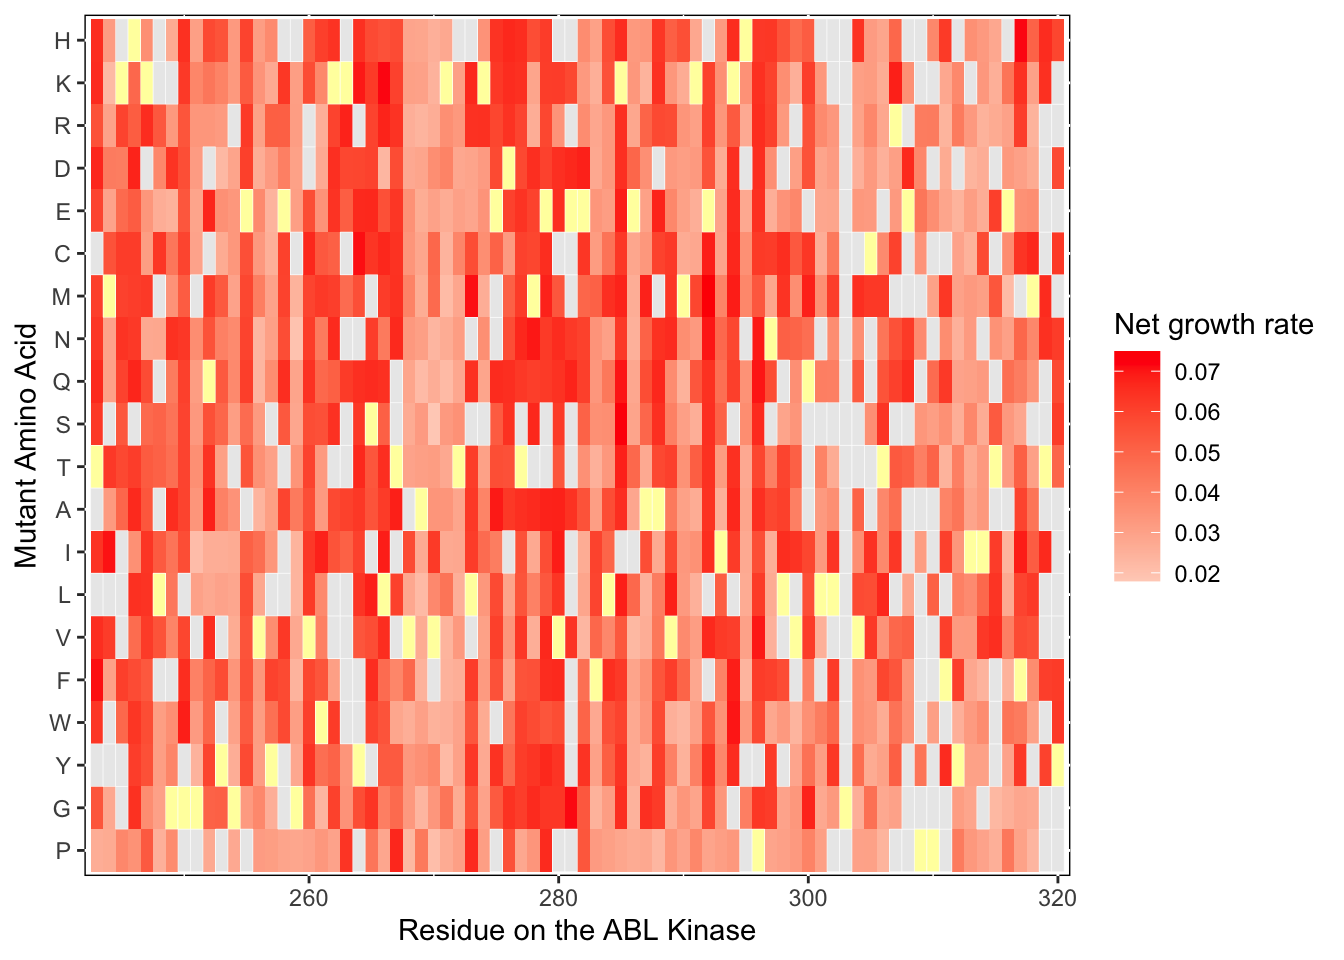 H
K
R
D
E
C
M
N
Q
S
T
A
I
L
V
F
W
Y
G
P
Mutant Amino Acid
260
280
300
320
Residue on the ABL Kinase
Net growth rate
0.07
0.06
0.05
0.04
0.03
0.02